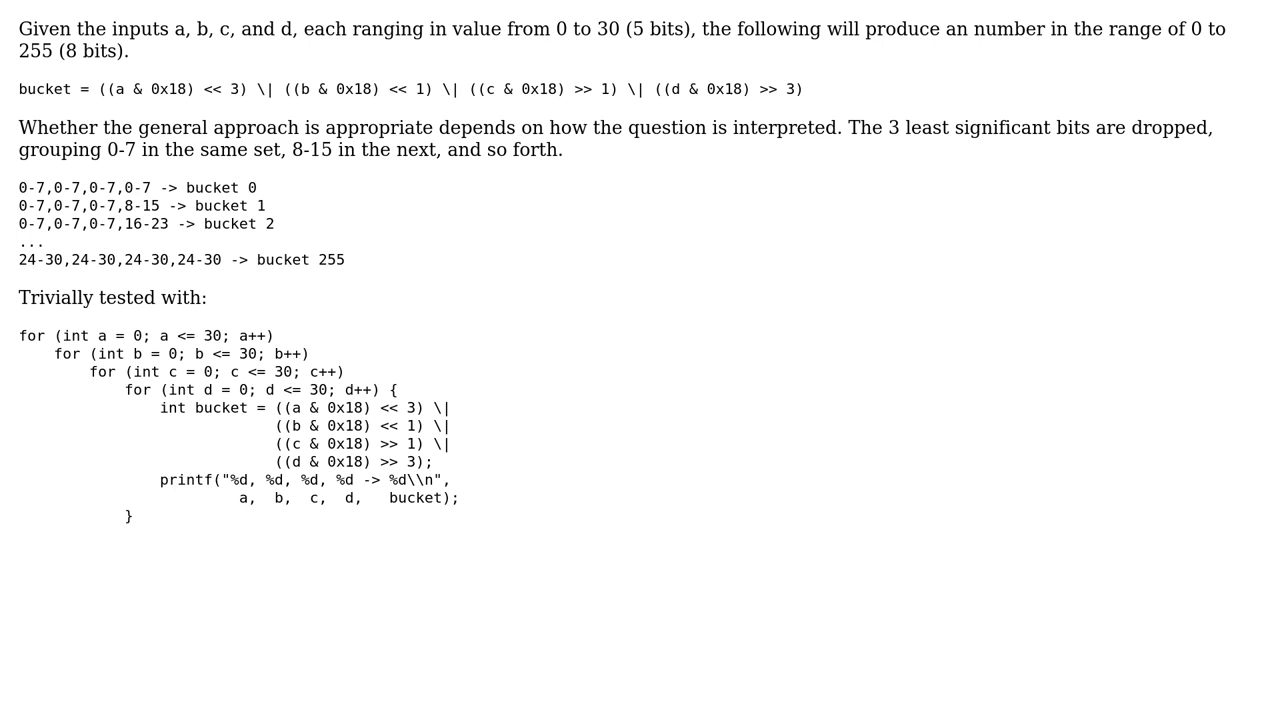 Given the inputs a, b, c, and d, each ranging in value from 0 to 30 (5 bits), the following will produce an number in the range of 0 to
255 (8 bits).
bucket = ((a & 0x18) << 3) \| ((b & 0x18) << 1) \| ((c & 0x18) >> 1) \| ((d & 0x18) >> 3)
Whether the general approach is appropriate depends on how the question is interpreted. The 3 least significant bits are dropped,
grouping 0-7 in the same set, 8-15 in the next, and so forth.
0-7,0-7,0-7,0-7 -> bucket 0
0-7,0-7,0-7,8-15 -> bucket 1
0-7,0-7,0-7,16-23 -> bucket 2
...
24-30,24-30,24-30,24-30 -> bucket 255
Trivially tested with:
for (int a = 0; a <= 30; a++)
    for (int b = 0; b <= 30; b++)
        for (int c = 0; c <= 30; c++)
            for (int d = 0; d <= 30; d++) {
                int bucket = ((a & 0x18) << 3) \|
                             ((b & 0x18) << 1) \|
                             ((c & 0x18) >> 1) \|
                             ((d & 0x18) >> 3);
                printf("%d, %d, %d, %d -> %d\\n",
                         a,  b,  c,  d,   bucket);
            }